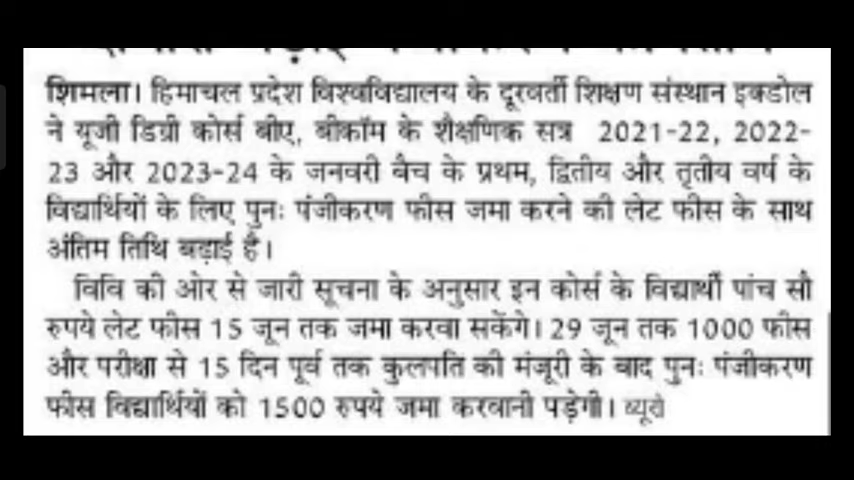 शिमला। हिमाचल प्रदेश विश्वविद्यालय के दूरवर्ती शिक्षण संस्थान इक्डोल
ने यूजी डिग्री कोर्स बीए, बीकॉम के शैक्षणिक सत्र 2021-22, 2022-
23 और 2023-24 के जनवरी बैच के प्रथम, द्वितीय और तृतीय वर्ष के
विद्यार्थियों के लिए पुनः पंजीकरण फीस जमा करने की लेट फीस के साथ
अंतिम तिथि बढ़ाई है।
विवि की ओर से जारी सूचना के अनुसार इन कोर्स के विद्यार्थी पांच सौ
रुपये लेट फीस 15 जून तक जमा करवा सकेंगे। 29 जून तक 1000 फीस
और परीक्षा से 15 दिन पूर्व तक कुलपति की मंजूरी के बाद पुनः पंजीकरण
फीस विद्यार्थियों को 1500 रुपये जमा करवानी पड़ेगी। ब्यूरो